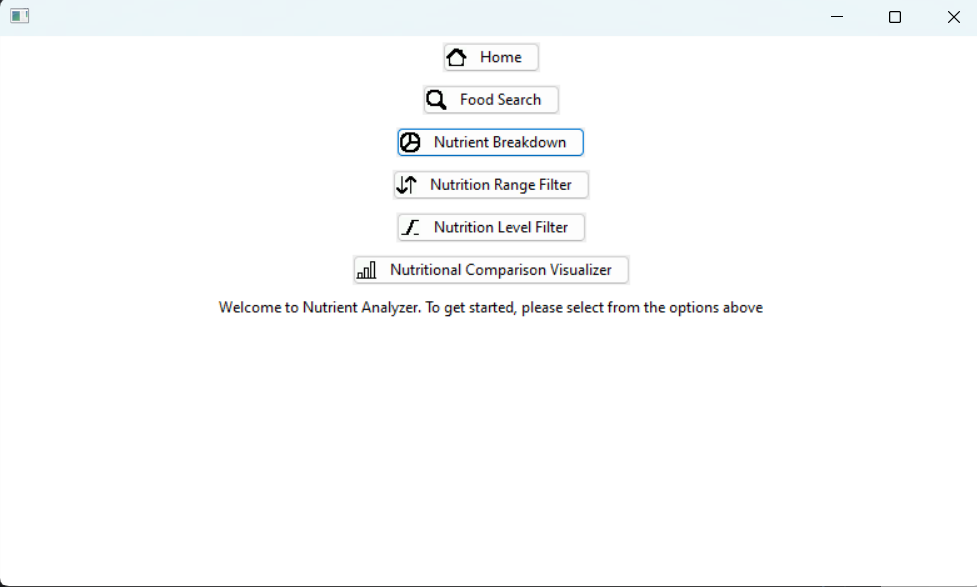 Home
Food Search
Nutrient Breakdown
Nutrition Range Filter
Nutrition Level Filter
Nutritional Comparison Visualizer
Welcome to Nutrient Analyzer. To get started, please select from the options above